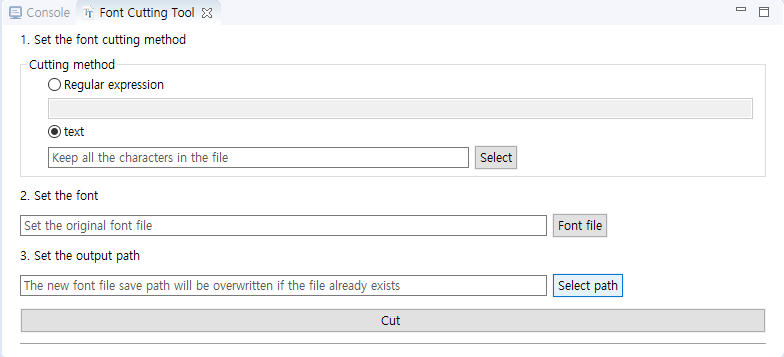 Console
Font Cutting Tool
1. Set the font cutting method
Cutting method
Regular expression
text
Keep all the characters in the file
Select
2. Set the font
Set the original font file
Font file
3. Set the output path
The new font file save path will be overwritten if the file already exists
Select path
Cut